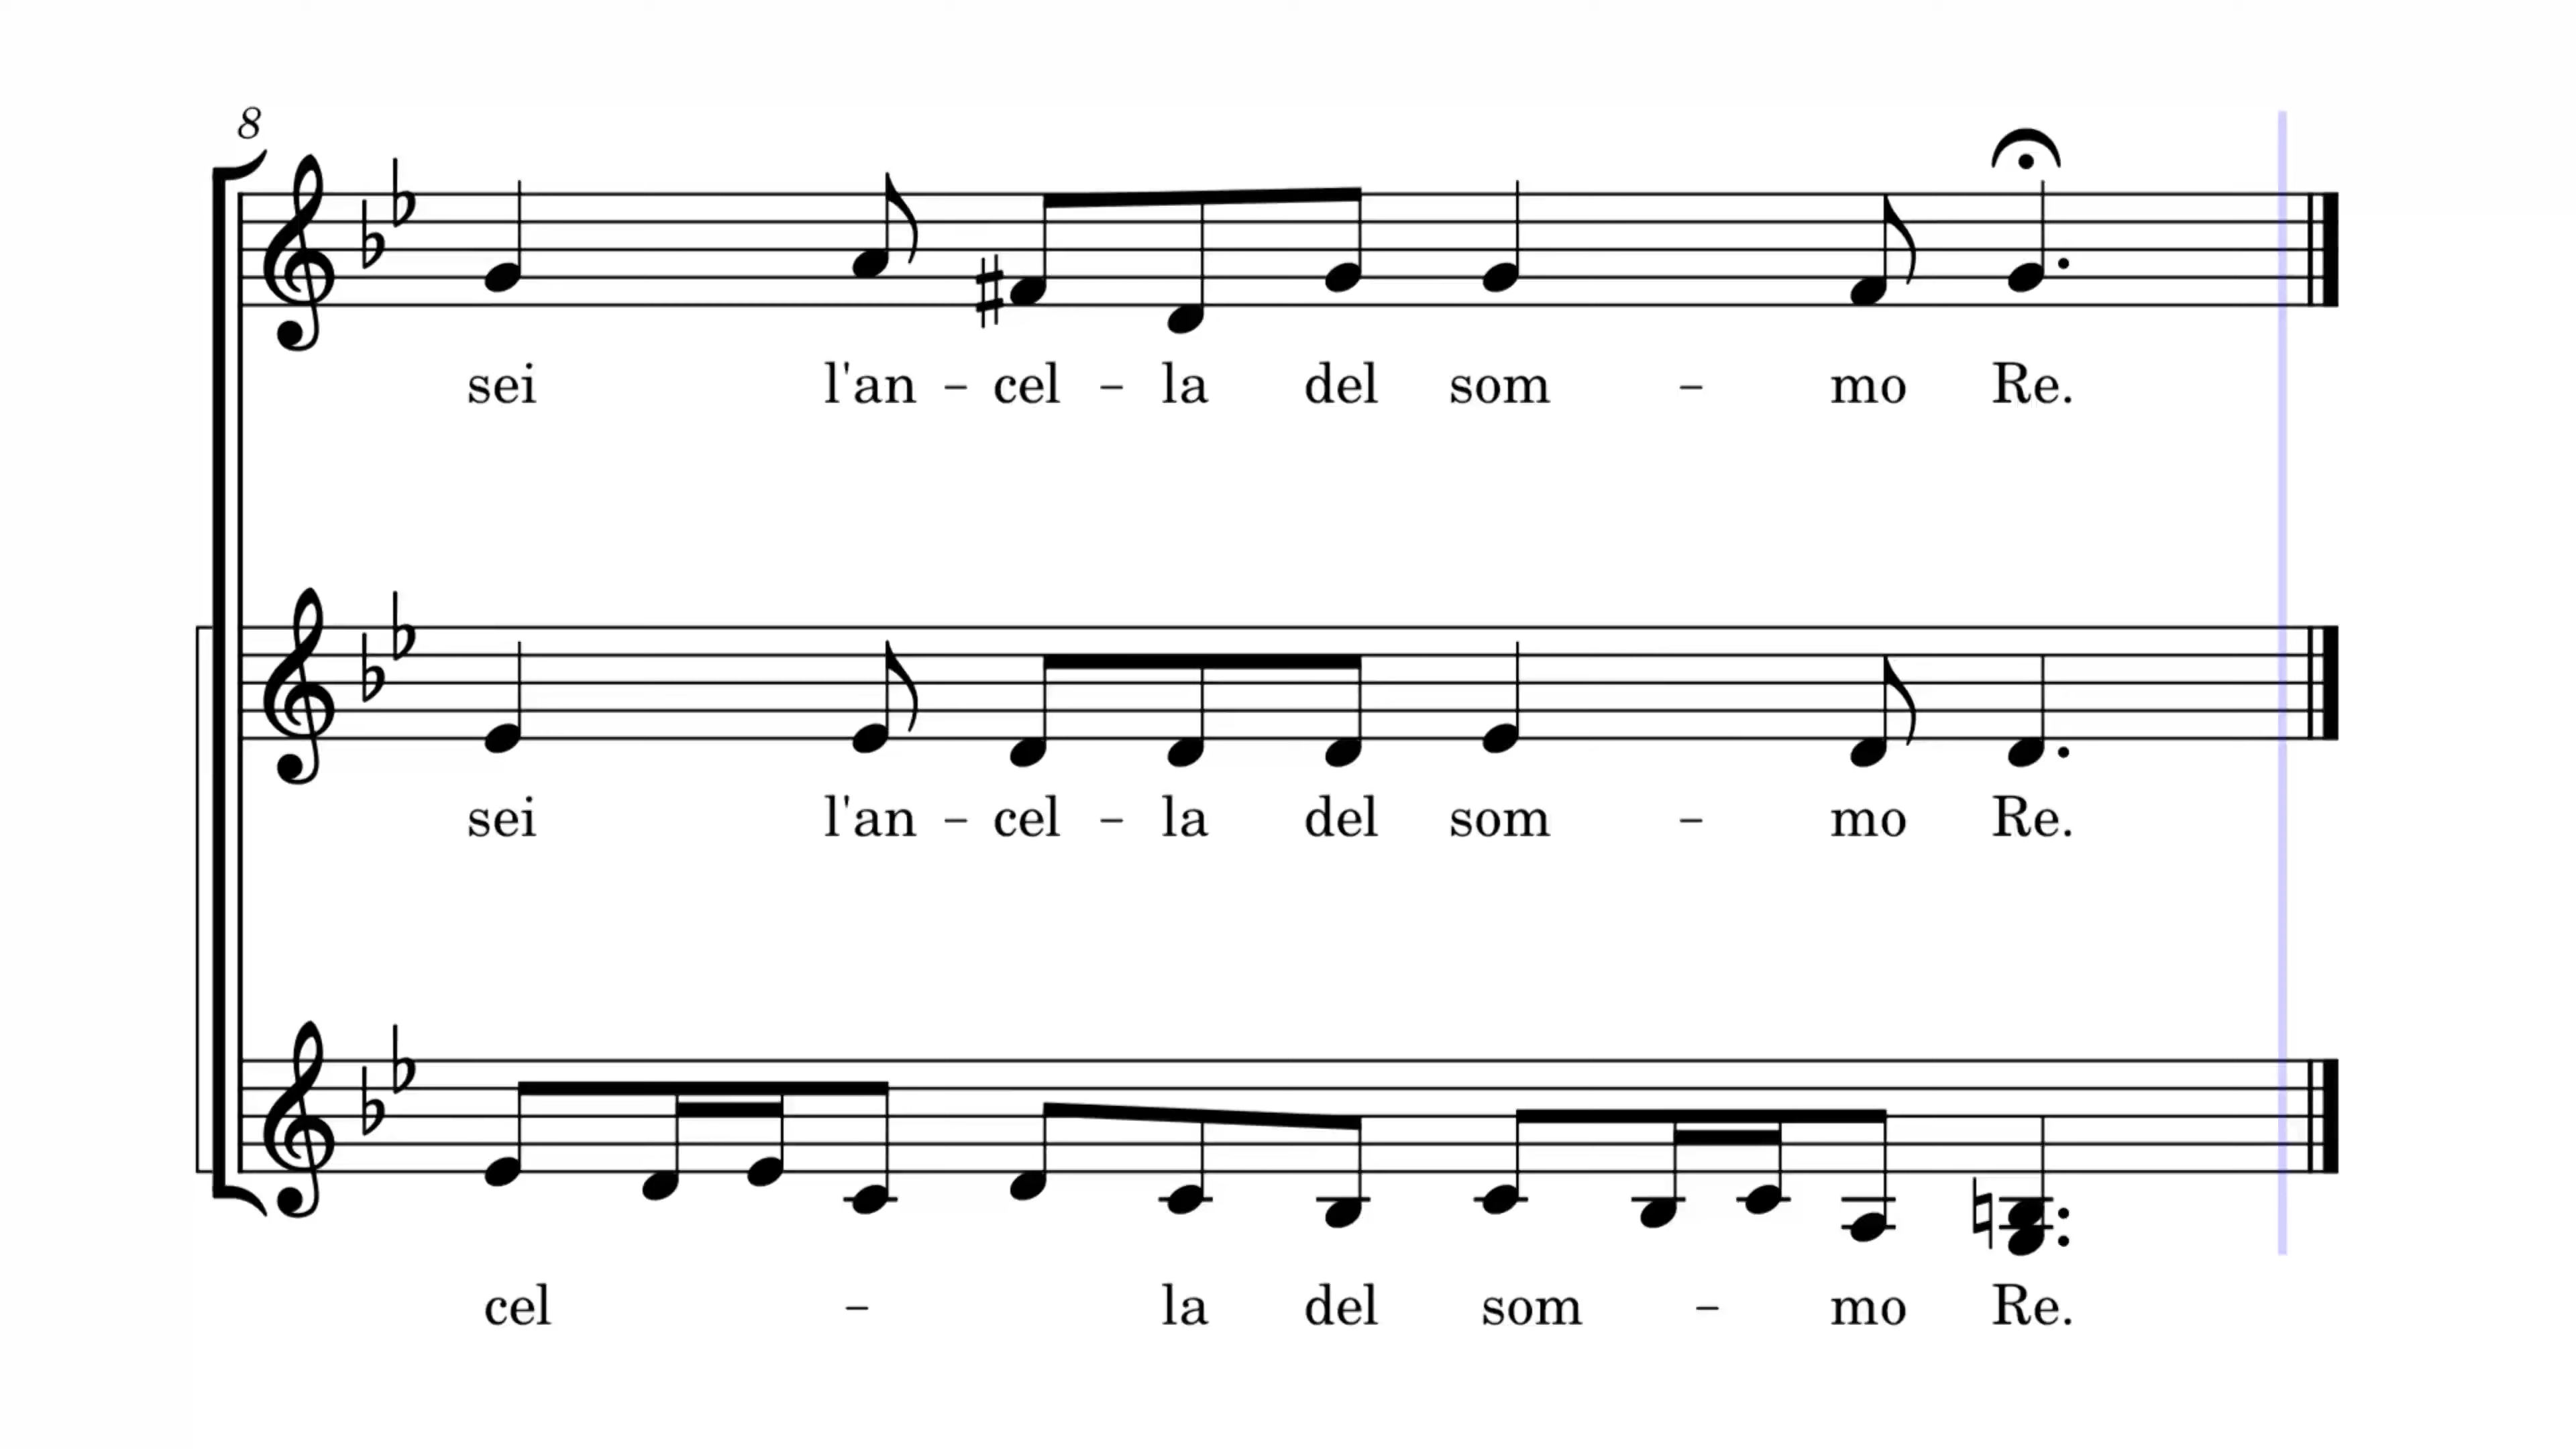 8
sei l'an - cel - la del som - mo Re.
sei l'an - cel - la del som - mo Re.
cel - la del som - mo Re.